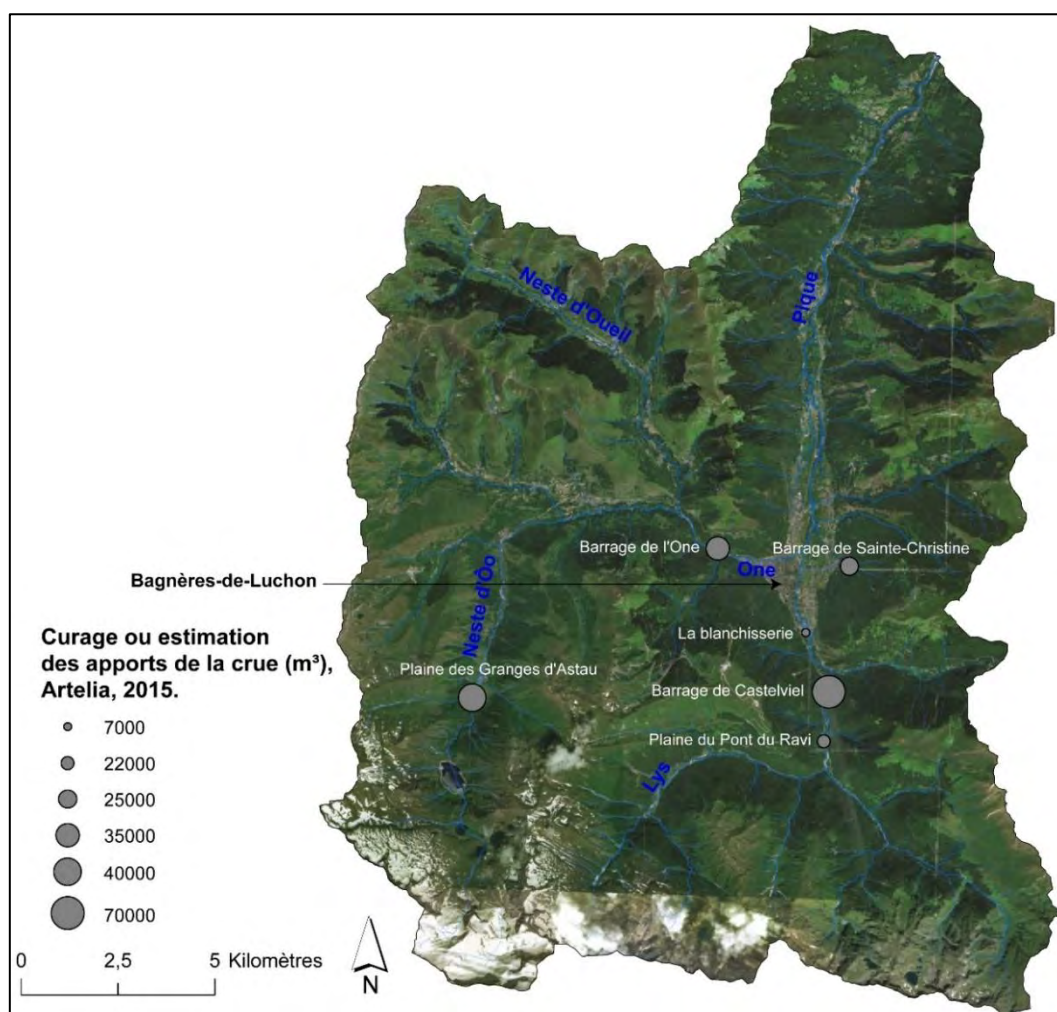 Neste d'Oueil
Pique
Barrage de l'One
Barrage de Sainte-Christine
One
Bagnères-de-Luchon
Neste d'Ôo
La blanchisserie
Plaine des Granges d'Astau
Barrage de Castelviel
Plaine du Pont du Ravi
Lys
Curage ou estimation
des apports de la crue (m³),
Artelia, 2015.
7000
22000
25000
35000
40000
70000
0 2,5 5 Kilomètres
N